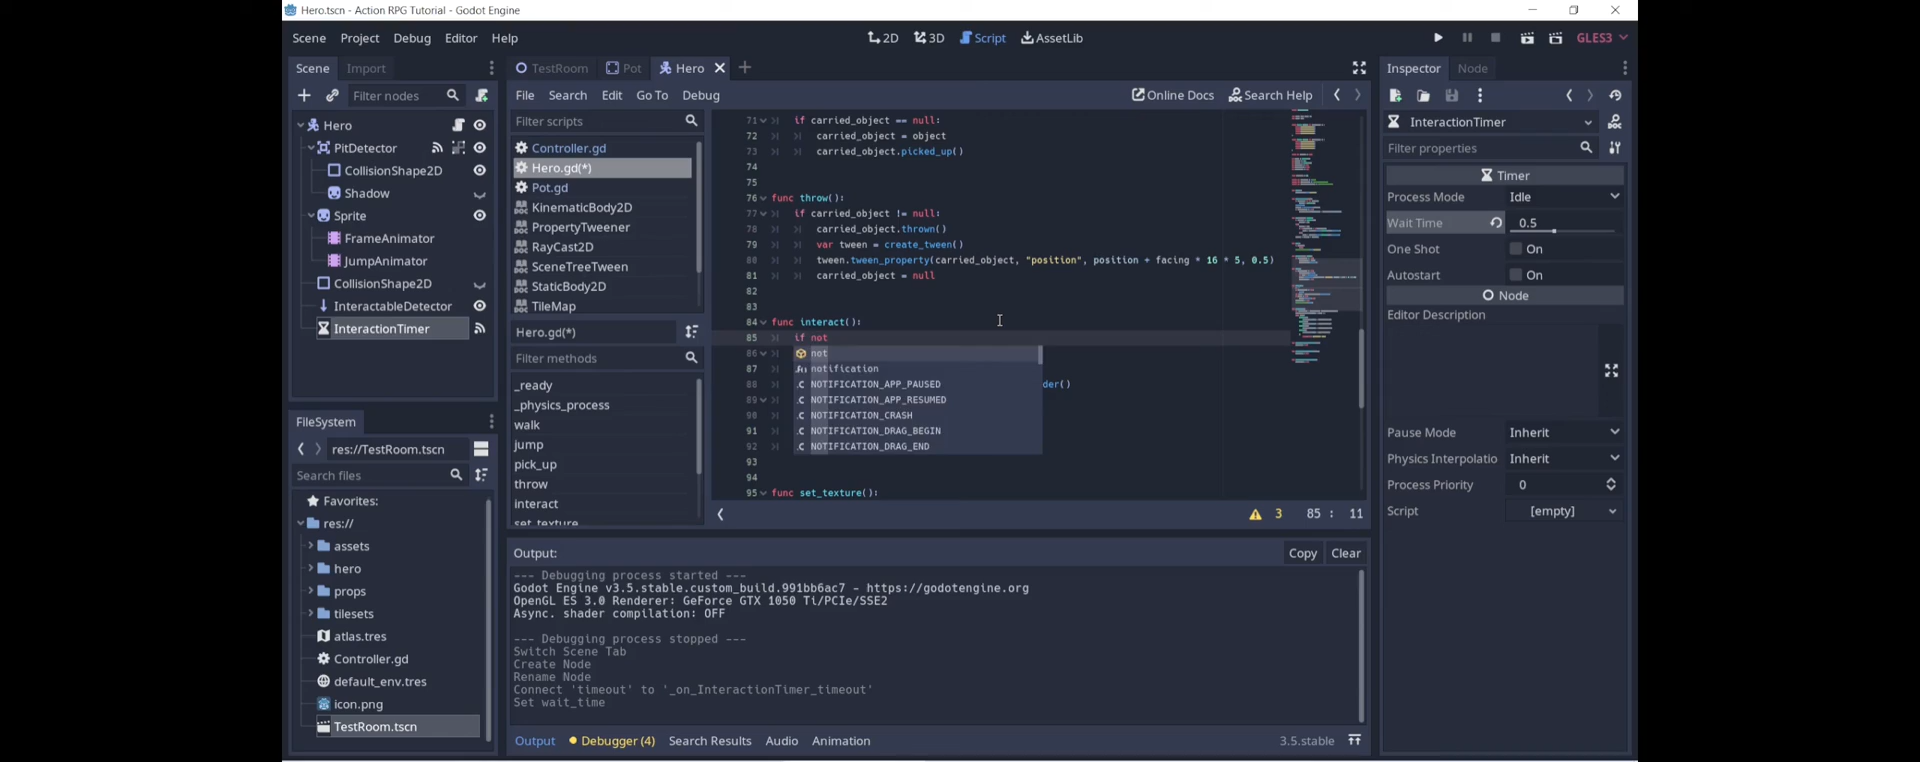 Hero.tscn - Action RPG Tutorial - Godot Engine
Scene Project Debug Editor Help
2D 3D Script AssetLib
GLES3
Scene Import
Filter nodes
Hero
PitDetector
CollisionShape2D
Shadow
Sprite
FrameAnimator
JumpAnimator
CollisionShape2D
InteractableDetector
InteractionTimer
FileSystem
res://TestRoom.tscn
Search files
Favorites:
res://
assets
hero
props
tilesets
atlas.tres
Controller.gd
default_env.tres
icon.png
TestRoom.tscn
TestRoom Pot Hero
File Search Edit Go To Debug
Online Docs Search Help
Filter scripts
Controller.gd
Hero.gd(*)
Pot.gd
KinematicBody2D
PropertyTweener
RayCast2D
SceneTreeTween
StaticBody2D
TileMap
Hero.gd(*)
Filter methods
_ready
_physics_process
walk
jump
pick_up
throw
interact
set_texture
71 if carried_object == null:
72 carried_object = object
73 carried_object.picked_up()
74
75
76 func throw():
77 if carried_object != null:
78 carried_object.thrown()
79 var tween = create_tween()
80 tween.tween_property(carried_object, "position", position + facing * 16 * 5, 0.5)
81 carried_object = null
82
83
84 func interact():
85 if not
86 not
87 notification
88 NOTIFICATION_APP_PAUSED der()
89 NOTIFICATION_APP_RESUMED
90 NOTIFICATION_CRASH
91 NOTIFICATION_DRAG_BEGIN
92 NOTIFICATION_DRAG_END
93
94
95 func set_texture():
3 85 : 11
Output:
Copy Clear
--- Debugging process started ---
Godot Engine v3.5.stable.custom_build.991bb6ac7 - https://godotengine.org
OpenGL ES 3.0 Renderer: GeForce GTX 1050 Ti/PCIe/SSE2
Async. shader compilation: OFF
--- Debugging process stopped ---
Switch Scene Tab
Create Node
Rename Node
Connect 'timeout' to '_on_InteractionTimer_timeout'
Set wait_time
Output Debugger (4) Search Results Audio Animation
3.5.stable
Inspector Node
InteractionTimer
Filter properties
Timer
Process Mode Idle
Wait Time 0.5
One Shot On
Autostart On
Node
Editor Description
Pause Mode Inherit
Physics Interpolatio Inherit
Process Priority 0
Script [empty]